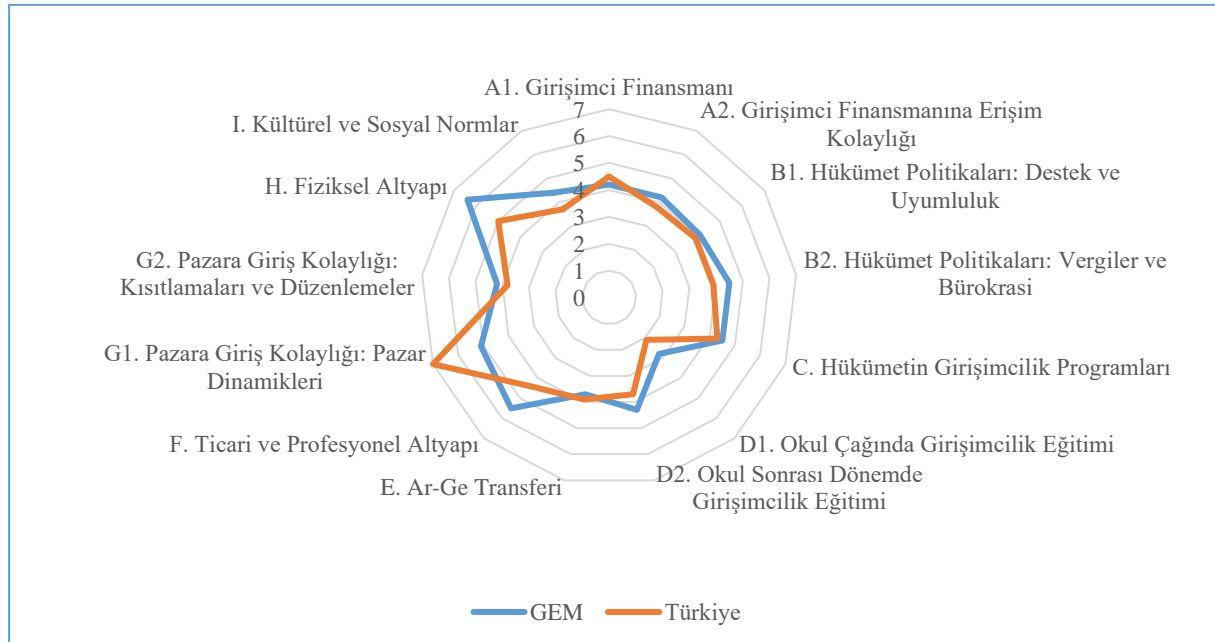 A1. Girişimci Finansmanı
A2. Girişimci Finansmanına Erişim
Kolaylığı
B1. Hükümet Politikaları: Destek ve
Uyumluluk
B2. Hükümet Politikaları: Vergiler ve
Bürokrasi
C. Hükümetin Girişimcilik Programları
D1. Okul Çağında Girişimcilik Eğitimi
D2. Okul Sonrası Dönemde
Girişimcilik Eğitimi
E. Ar-Ge Transferi
F. Ticari ve Profesyonel Altyapı
G1. Pazara Giriş Kolaylığı: Pazar
Dinamikleri
G2. Pazara Giriş Kolaylığı:
Kısıtlamaları ve Düzenlemeler
H. Fiziksel Altyapı
I. Kültürel ve Sosyal Normlar
7
6
5
4
3
2
1
0
GEM
Türkiye